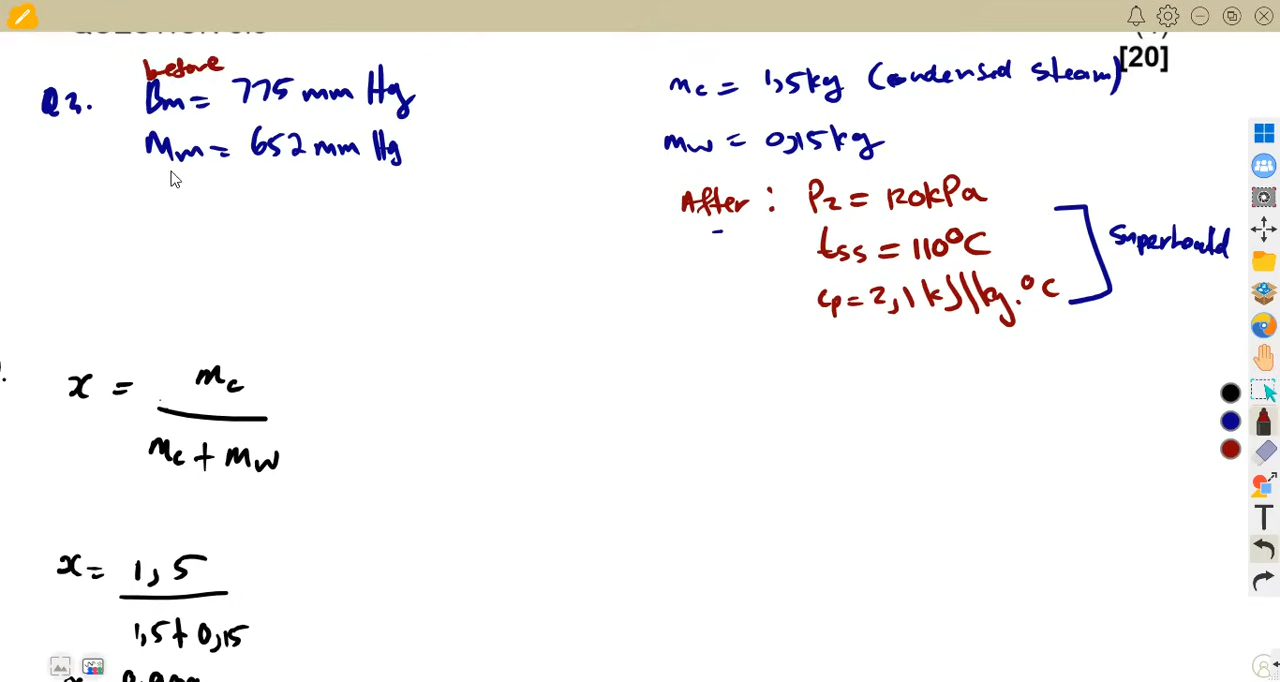 [20]
before
Q3. Bm = 775 mm Hg
Mm = 652 mm Hg
mc = 1,5kg (condensed steam)
mw = 0,15kg
After : P2 = 120kPa
tss = 110°C
cp = 2,1 kJ/kg.°C
x = mc
mc + mw
x = 1,5
1,5 + 0,15
T